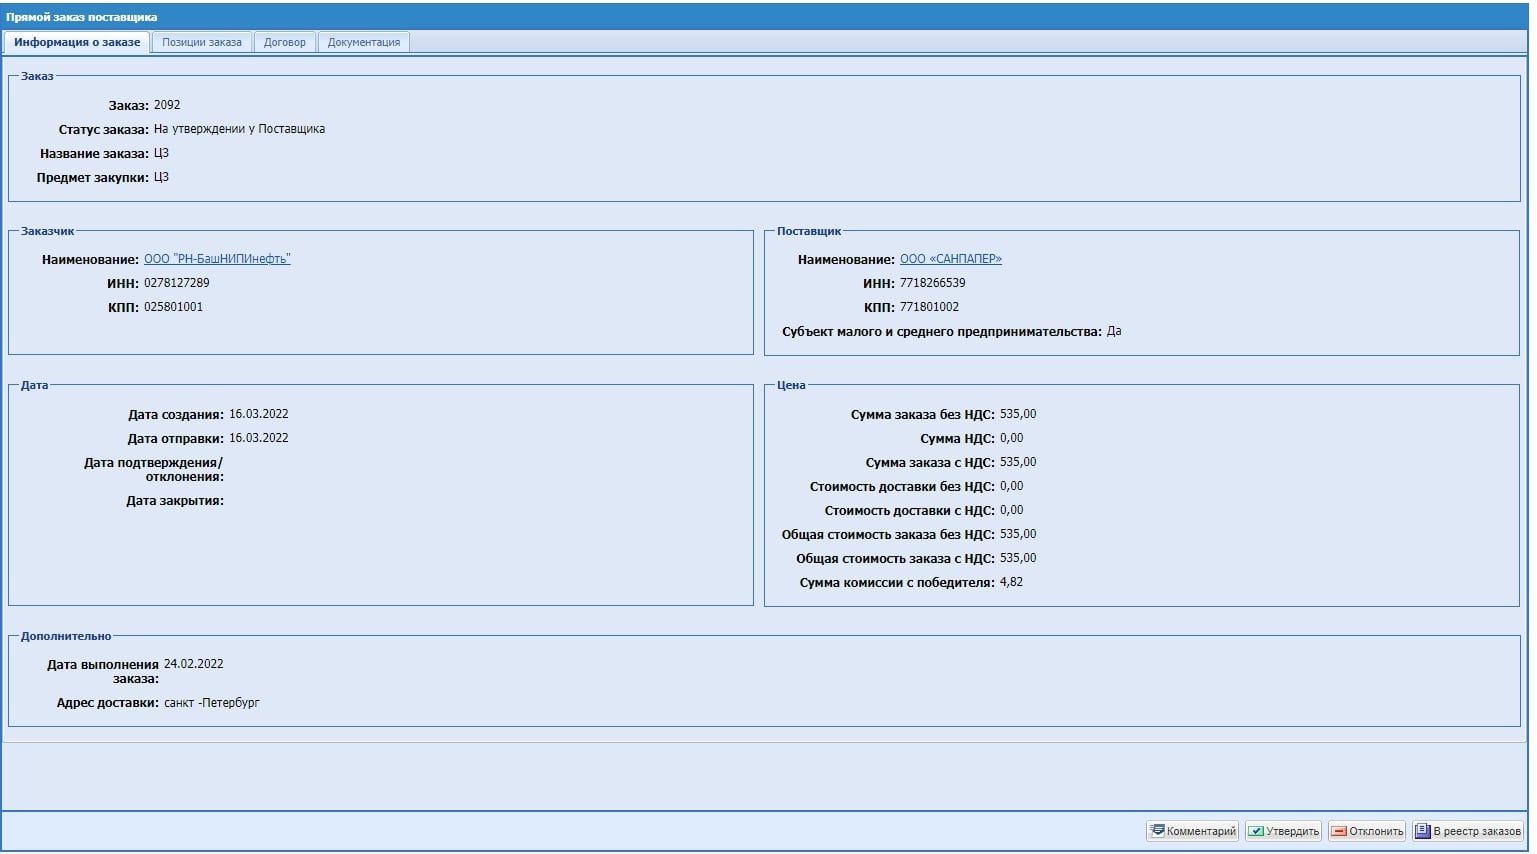 Прямой заказ поставщика
Информация о заказе Позиции заказа Договор Документация
Заказ
Заказ: 2092
Статус заказа: На утверждении у Поставщика
Название заказа: ЦЗ
Предмет закупки: ЦЗ
Заказчик
Наименование: ООО "РН-БашНИПИнефть"
ИНН: 0278127289
КПП: 025801001
Поставщик
Наименование: ООО «САНПАПЕР»
ИНН: 7718266539
КПП: 771801002
Субъект малого и среднего предпринимательства: Да
Дата
Дата создания: 16.03.2022
Дата отправки: 16.03.2022
Дата подтверждения/
отклонения:
Дата закрытия:
Цена
Сумма заказа без НДС: 535,00
Сумма НДС: 0,00
Сумма заказа с НДС: 535,00
Стоимость доставки без НДС: 0,00
Стоимость доставки с НДС: 0,00
Общая стоимость заказа без НДС: 535,00
Общая стоимость заказа с НДС: 535,00
Сумма комиссии с победителя: 4,82
Дополнительно
Дата выполнения 24.02.2022
заказа:
Адрес доставки: санкт -Петербург
Комментарий Утвердить Отклонить В реестр заказов